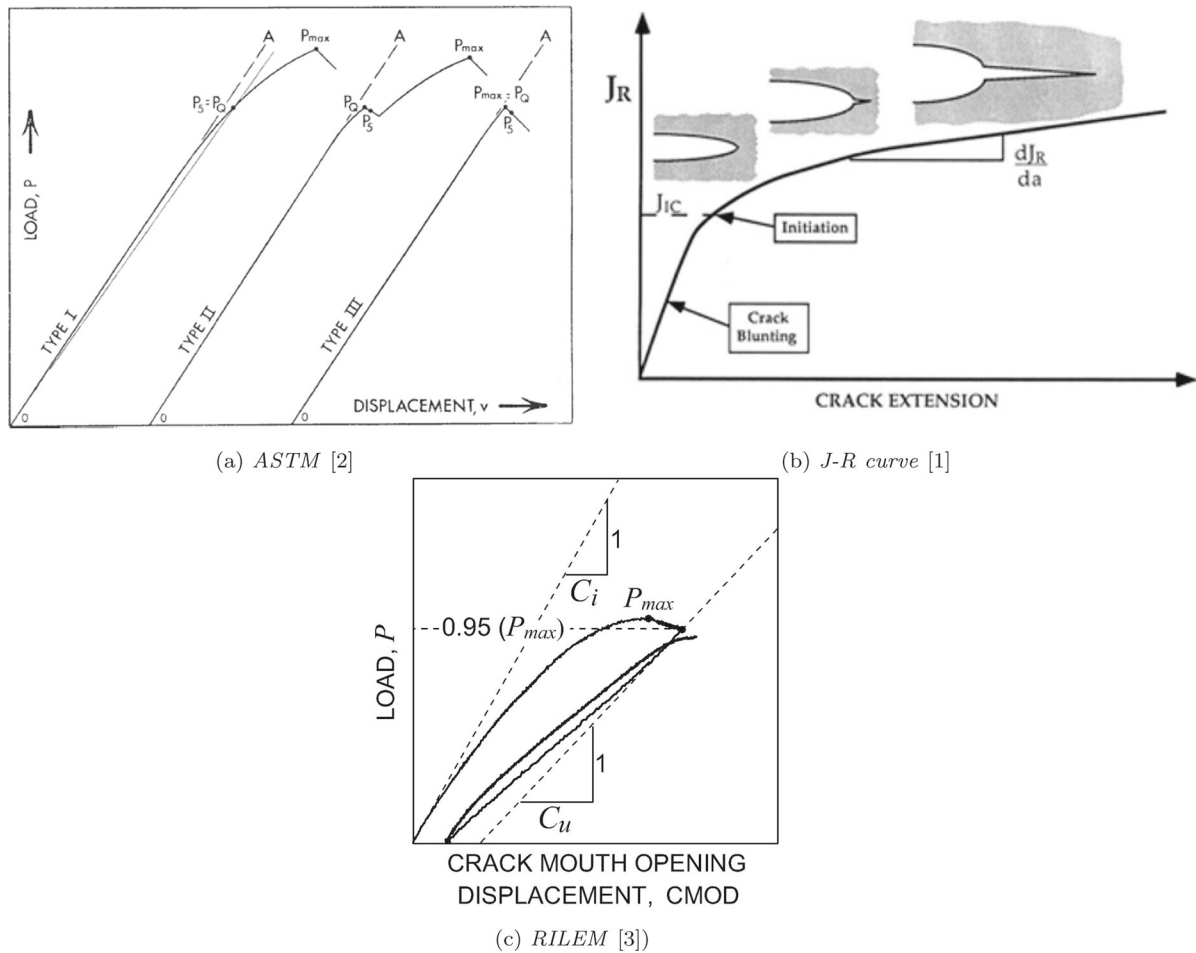 A
Pmax
P5=PQ
A
Pmax
PQ
P5
A
Pmax=PQ
P5
LOAD, P
TYPE I
TYPE II
TYPE III
0
0
0
DISPLACEMENT, v
(a) ASTM [2]
JR
JIC
Initiation
Crack
Blunting
dJR
da
CRACK EXTENSION
(b) J-R curve [1]
LOAD, P
1
Ci
Pmax
0.95 (Pmax)
1
Cu
CRACK MOUTH OPENING
DISPLACEMENT, CMOD
(c) RILEM [3])